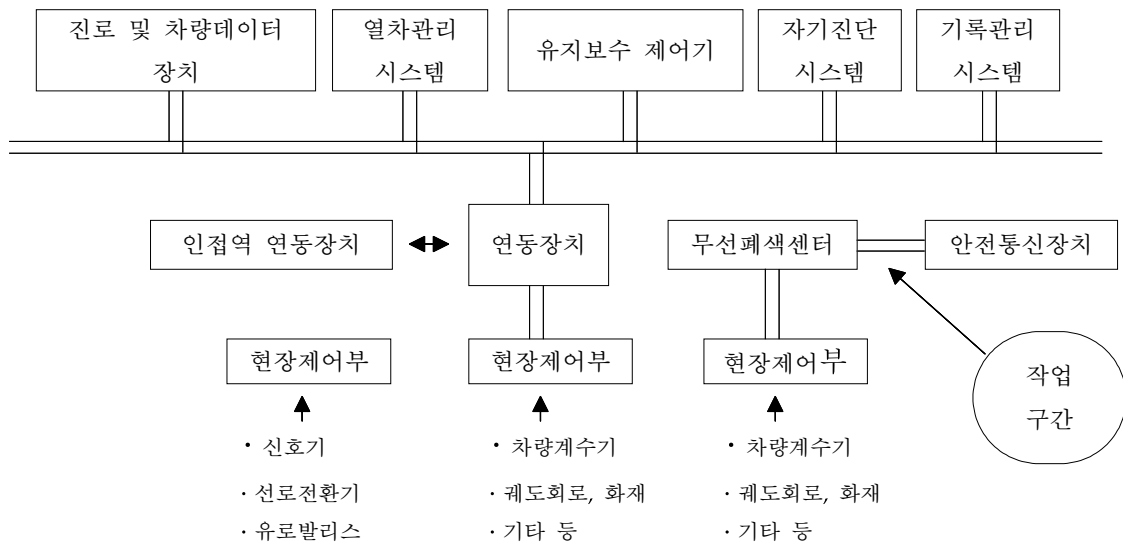 진로 및 차량데이터
장치
열차관리
시스템
유지보수 제어기
자기진단
시스템
기록관리
시스템
인접역 연동장치
연동장치
무선폐색센터
안전통신장치
현장제어부
현장제어부
현장제어부
작업
구간
· 신호기
· 선로전환기
· 유로발리스
· 차량계수기
· 궤도회로, 화재
· 기타 등
· 차량계수기
· 궤도회로, 화재
· 기타 등